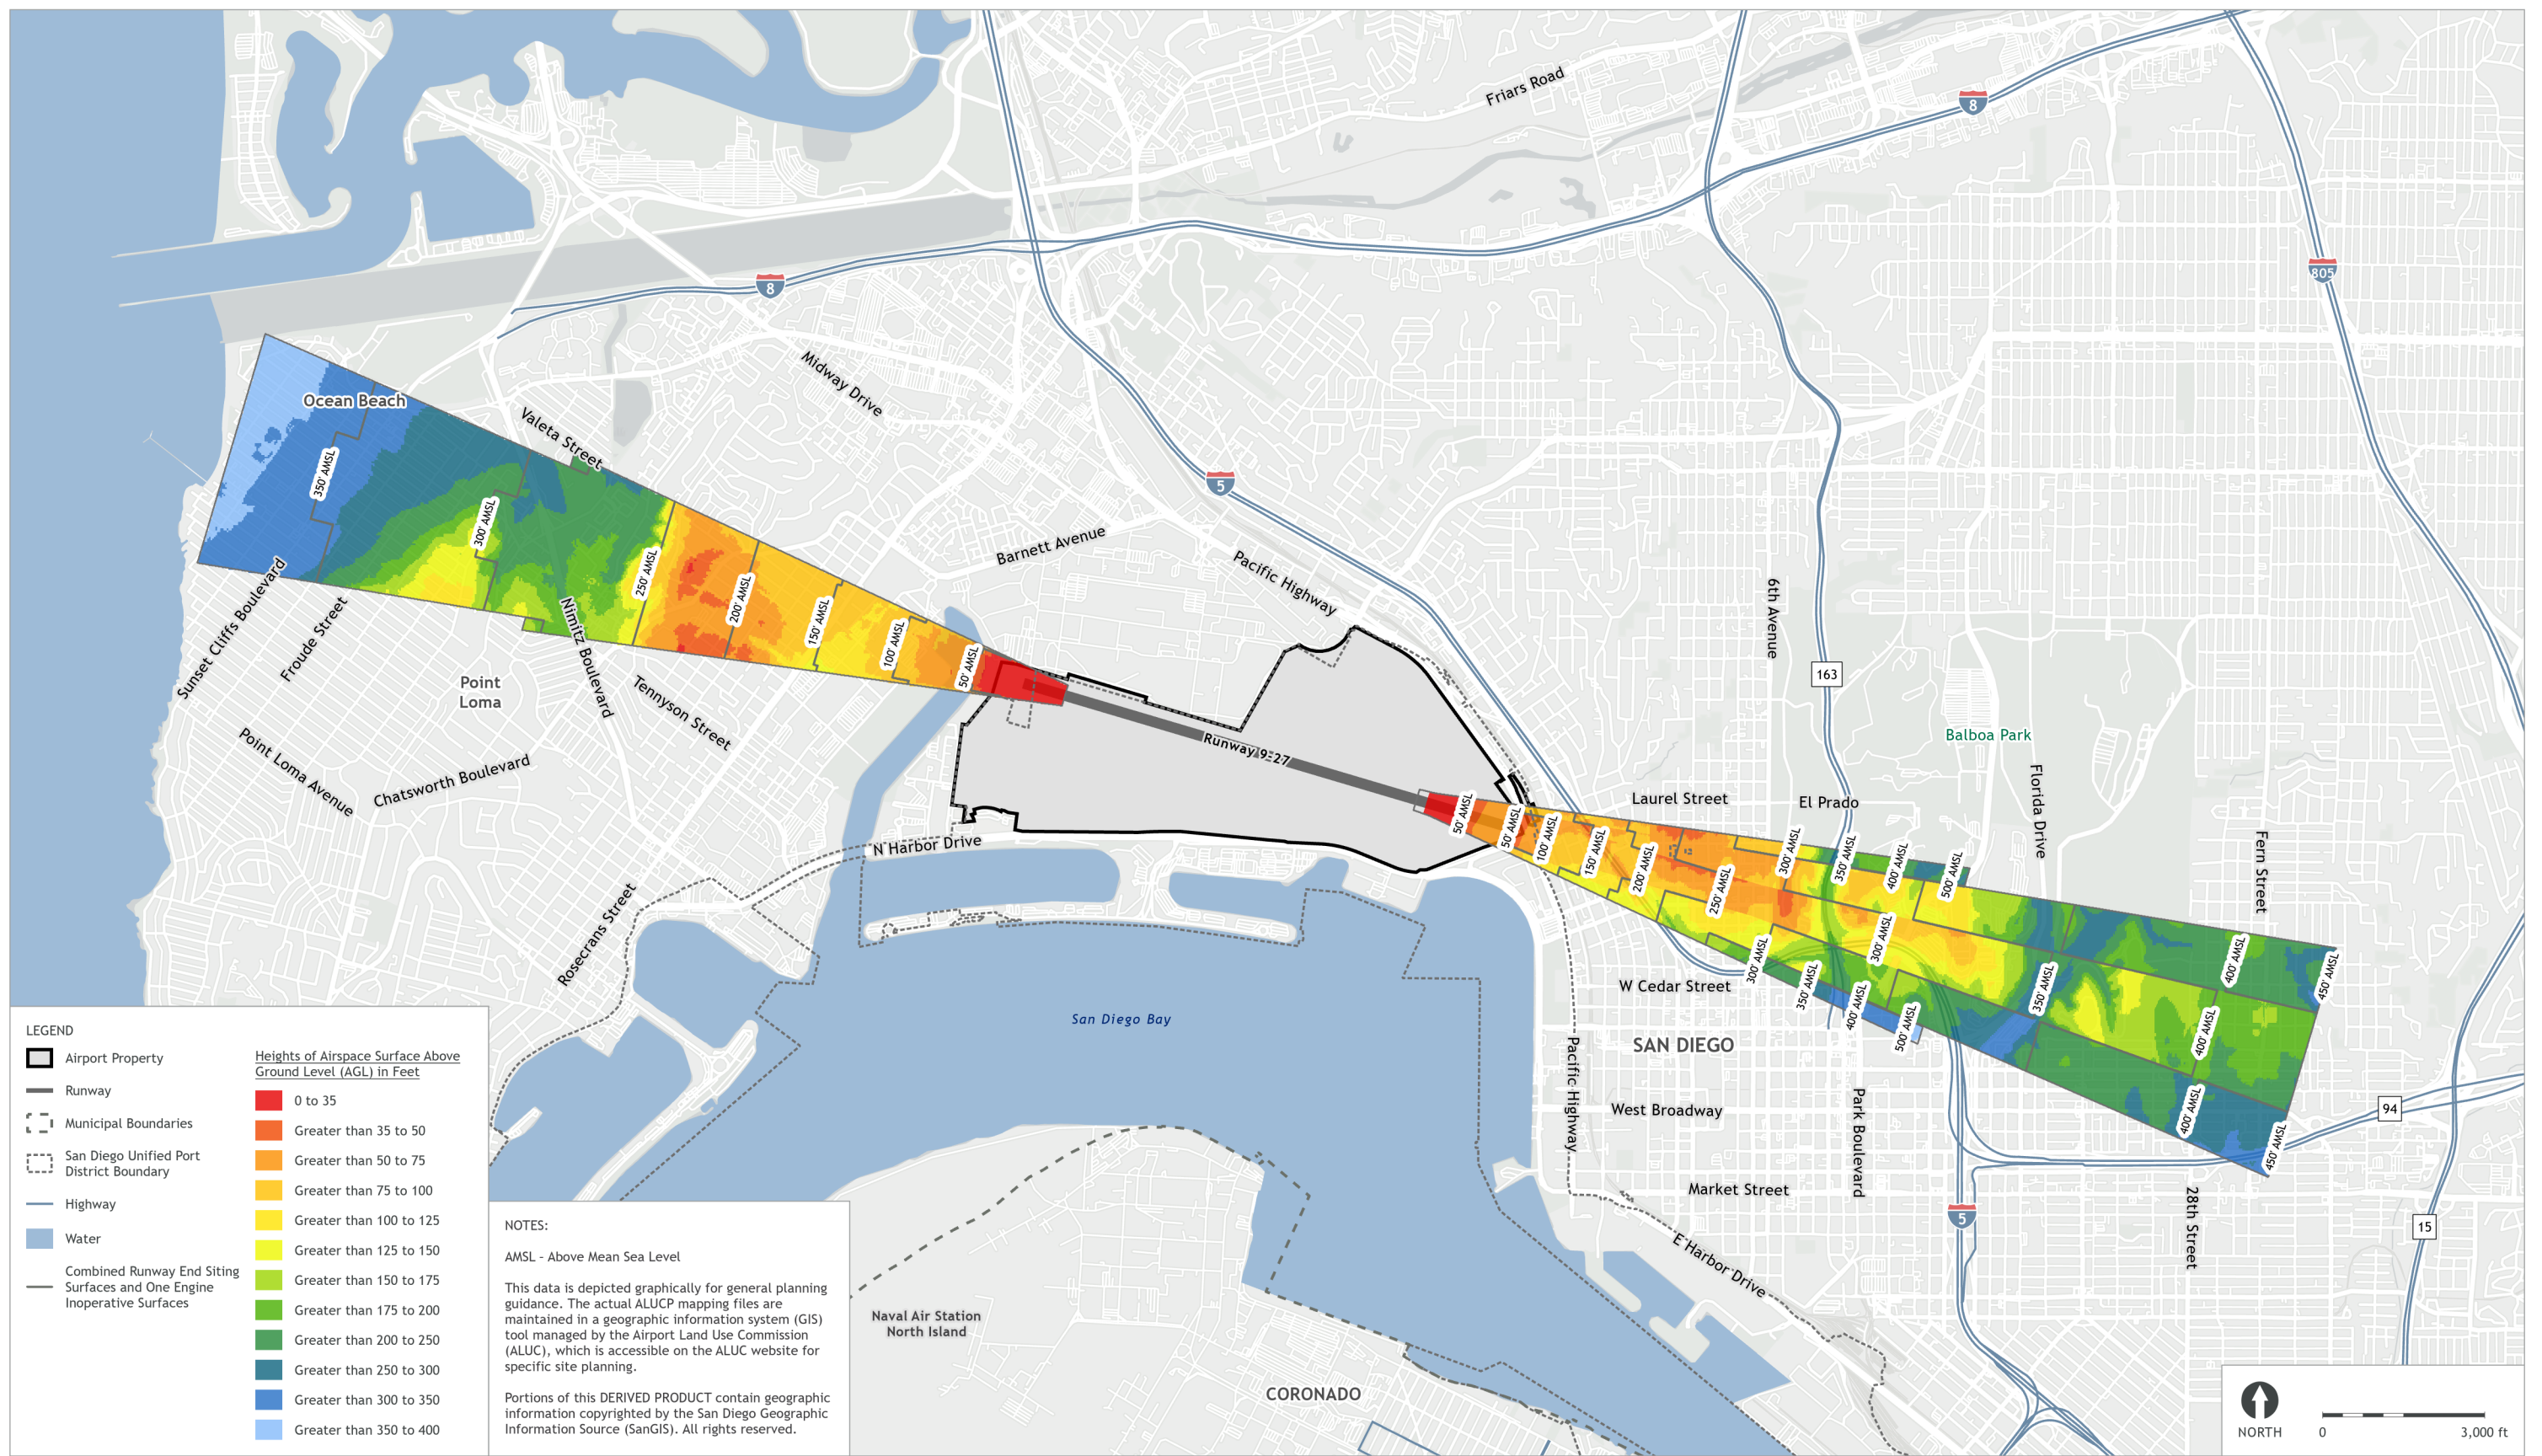 Friars Road
8
8
805
Ocean Beach
Midway Drive
Valeta Street
350' AMSL
300' AMSL
250' AMSL
200' AMSL
150' AMSL
100' AMSL
50' AMSL
5
Barnett Avenue
Pacific Highway
6th Avenue
163
Sunset Cliffs Boulevard
Froude Street
Nimitz Boulevard
Point
Loma
Tennyson Street
Point Loma Avenue
Chatsworth Boulevard
Rosecrans Street
N Harbor Drive
Runway 9-27
Balboa Park
Laurel Street
El Prado
Florida Drive
Fern Street
50' AMSL
50' AMSL
100' AMSL
150' AMSL
200' AMSL
250' AMSL
300' AMSL
350' AMSL
400' AMSL
500' AMSL
300' AMSL
300' AMSL
350' AMSL
400' AMSL
500' AMSL
350' AMSL
400' AMSL
450' AMSL
400' AMSL
400' AMSL
450' AMSL
W Cedar Street
SAN DIEGO
San Diego Bay
Pacific Highway
West Broadway
Park Boulevard
Market Street
94
15
5
28th Street
E Harbor Drive
Naval Air Station
North Island
CORONADO
LEGEND
Airport Property
Runway
Municipal Boundaries
San Diego Unified Port
District Boundary
Highway
Water
Combined Runway End Siting
Surfaces and One Engine
Inoperative Surfaces
Heights of Airspace Surface Above
Ground Level (AGL) in Feet
0 to 35
Greater than 35 to 50
Greater than 50 to 75
Greater than 75 to 100
Greater than 100 to 125
Greater than 125 to 150
Greater than 150 to 175
Greater than 175 to 200
Greater than 200 to 250
Greater than 250 to 300
Greater than 300 to 350
Greater than 350 to 400
NOTES:
AMSL - Above Mean Sea Level
This data is depicted graphically for general planning
guidance. The actual ALUCP mapping files are
maintained in a geographic information system (GIS)
tool managed by the Airport Land Use Commission
(ALUC), which is accessible on the ALUC website for
specific site planning.
Portions of this DERIVED PRODUCT contain geographic
information copyrighted by the San Diego Geographic
Information Source (SanGIS). All rights reserved.
NORTH
0
3,000 ft